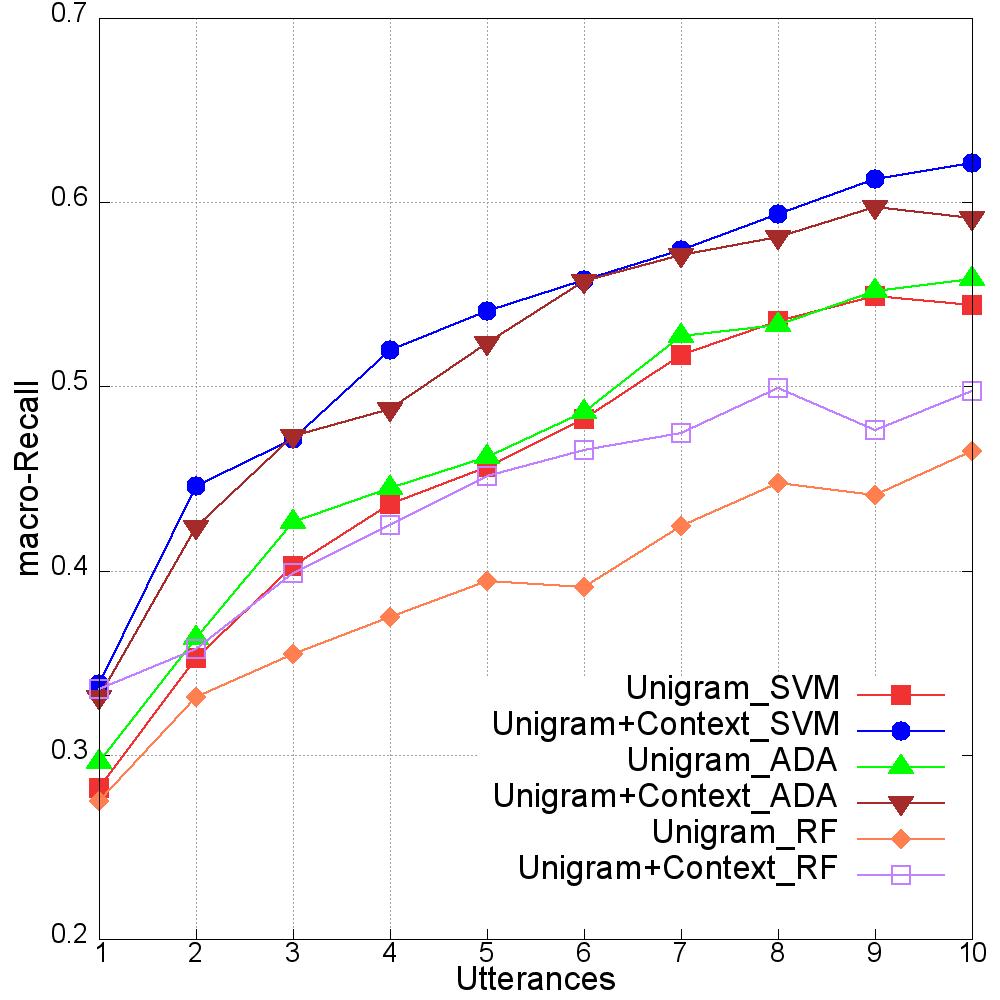 0.7
0.6
0.5
0.4
0.3
0.2
macro-Recall
Unigram_SVM
Unigram+Context_SVM
Unigram_ADA
Unigram+Context_ADA
Unigram_RF
Unigram+Context_RF
1 2 3 4 5 6 7 8 9 10
Utterances